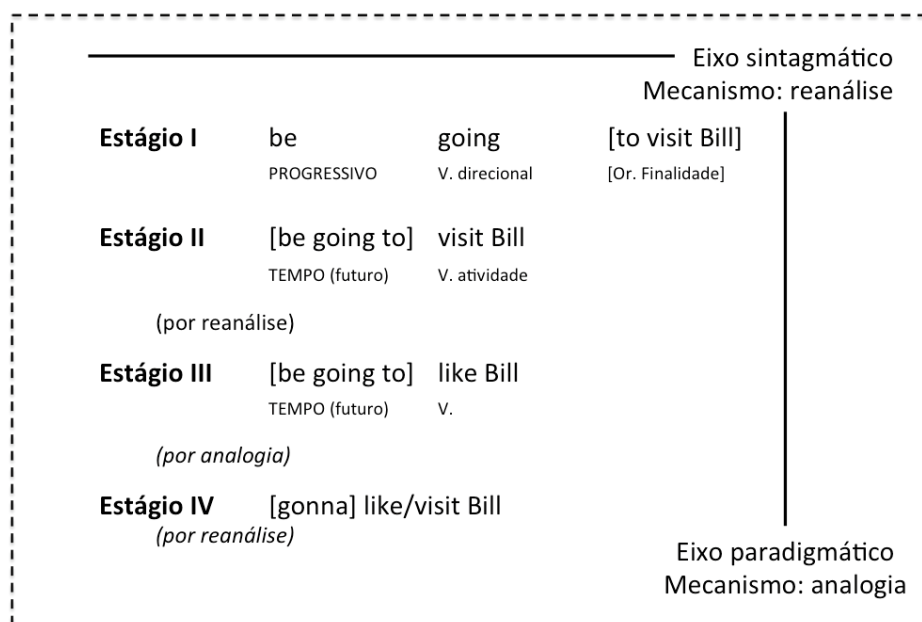 Eixo sintagmático
Mecanismo: reanálise
Estágio I be going [to visit Bill]
PROGRESSIVO V. direcional [Or. Finalidade]
Estágio II [be going to] visit Bill
TEMPO (futuro) V. atividade
(por reanálise)
Estágio III [be going to] like Bill
TEMPO (futuro) V.
(por analogia)
Estágio IV [gonna] like/visit Bill
(por reanálise)
Eixo paradigmático
Mecanismo: analogia